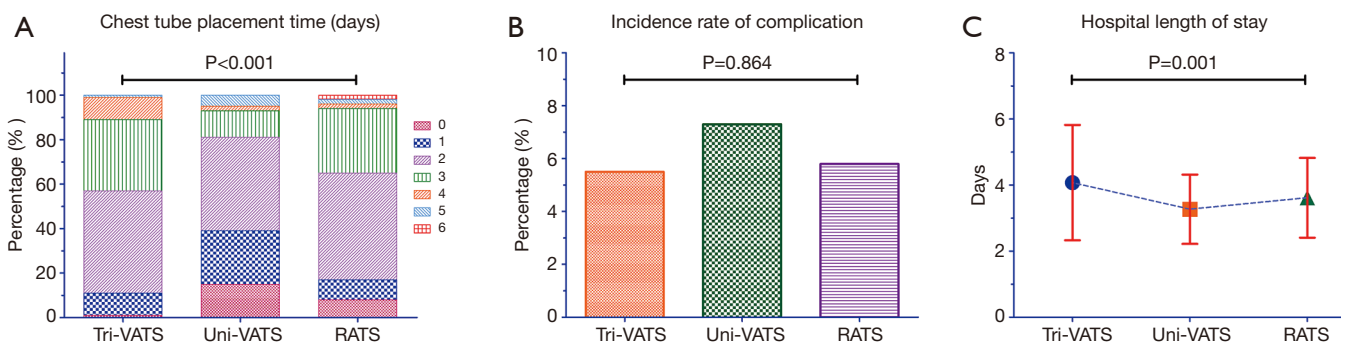 A
Chest tube placement time (days)
P<0.001
100
80
60
40
20
0
Percentage (%)
Tri-VATS
Uni-VATS
RATS
0
1
2
3
4
5
6
B
Incidence rate of complication
P=0.864
10
8
6
4
2
0
Percentage (%)
Tri-VATS
Uni-VATS
RATS
C
Hospital length of stay
P=0.001
8
6
4
2
0
Days
Tri-VATS
Uni-VATS
RATS